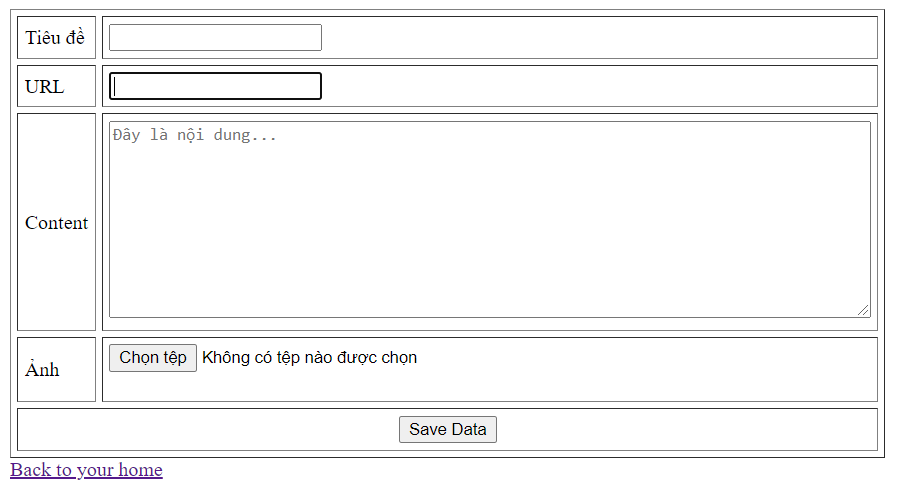 Tiêu đề
URL
Content
Đây là nội dung...
Ảnh
Chọn tệp Không có tệp nào được chọn
Save Data
Back to your home